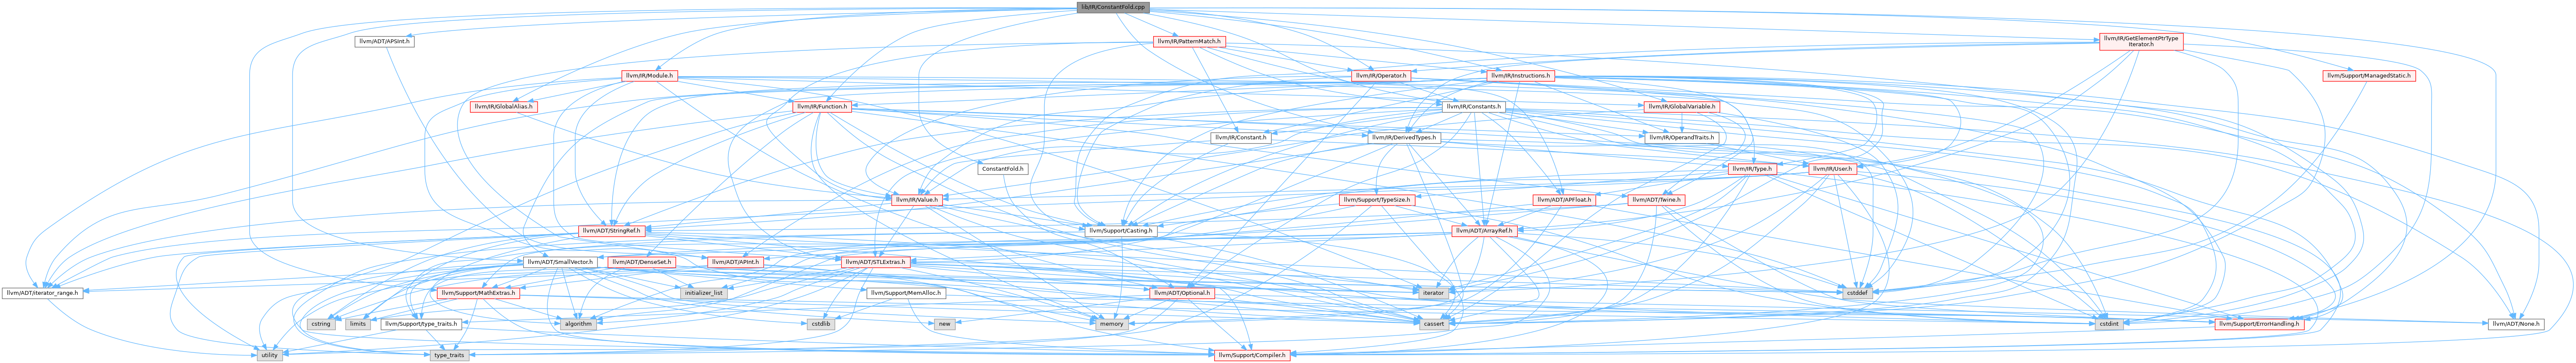 lib/IR/ConstantFold.cpp
llvm/ADT/APSInt.h
llvm/IR/PatternMatch.h
llvm/IR/GetElementPtrType
Iterator.h
llvm/IR/Module.h
llvm/IR/Operator.h
llvm/IR/Instructions.h
llvm/Support/ManagedStatic.h
llvm/IR/GlobalAlias.h
llvm/IR/Function.h
llvm/IR/Constants.h
llvm/IR/GlobalVariable.h
llvm/IR/Constant.h
llvm/IR/DerivedTypes.h
llvm/IR/OperandTraits.h
ConstantFold.h
llvm/IR/Type.h
llvm/IR/User.h
llvm/IR/Value.h
llvm/Support/TypeSize.h
llvm/ADT/APFloat.h
llvm/ADT/Twine.h
llvm/ADT/StringRef.h
llvm/Support/Casting.h
llvm/ADT/ArrayRef.h
llvm/ADT/SmallVector.h
llvm/ADT/DenseSet.h
llvm/ADT/APInt.h
llvm/ADT/STLExtras.h
llvm/ADT/iterator_range.h
llvm/Support/MathExtras.h
initializer_list
llvm/Support/MemAlloc.h
llvm/ADT/Optional.h
iterator
cstddef
cstring
limits
llvm/Support/type_traits.h
algorithm
cstdlib
new
memory
cassert
cstdint
llvm/Support/ErrorHandling.h
llvm/ADT/None.h
utility
type_traits
llvm/Support/Compiler.h